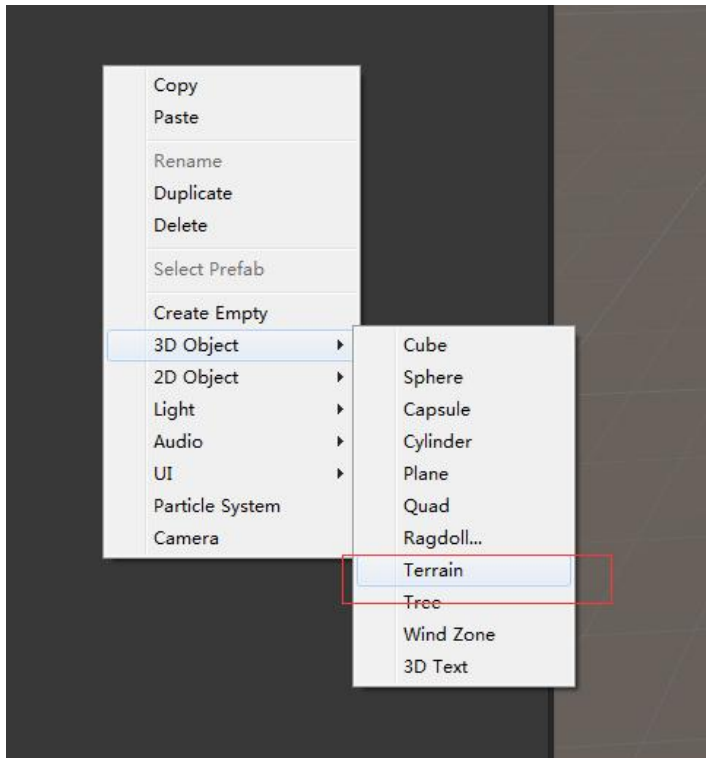 Copy
Paste
Rename
Duplicate
Delete
Select Prefab
Create Empty
3D Object
2D Object
Light
Audio
UI
Particle System
Camera
Cube
Sphere
Capsule
Cylinder
Plane
Quad
Ragdoll...
Terrain
Tree
Wind Zone
3D Text